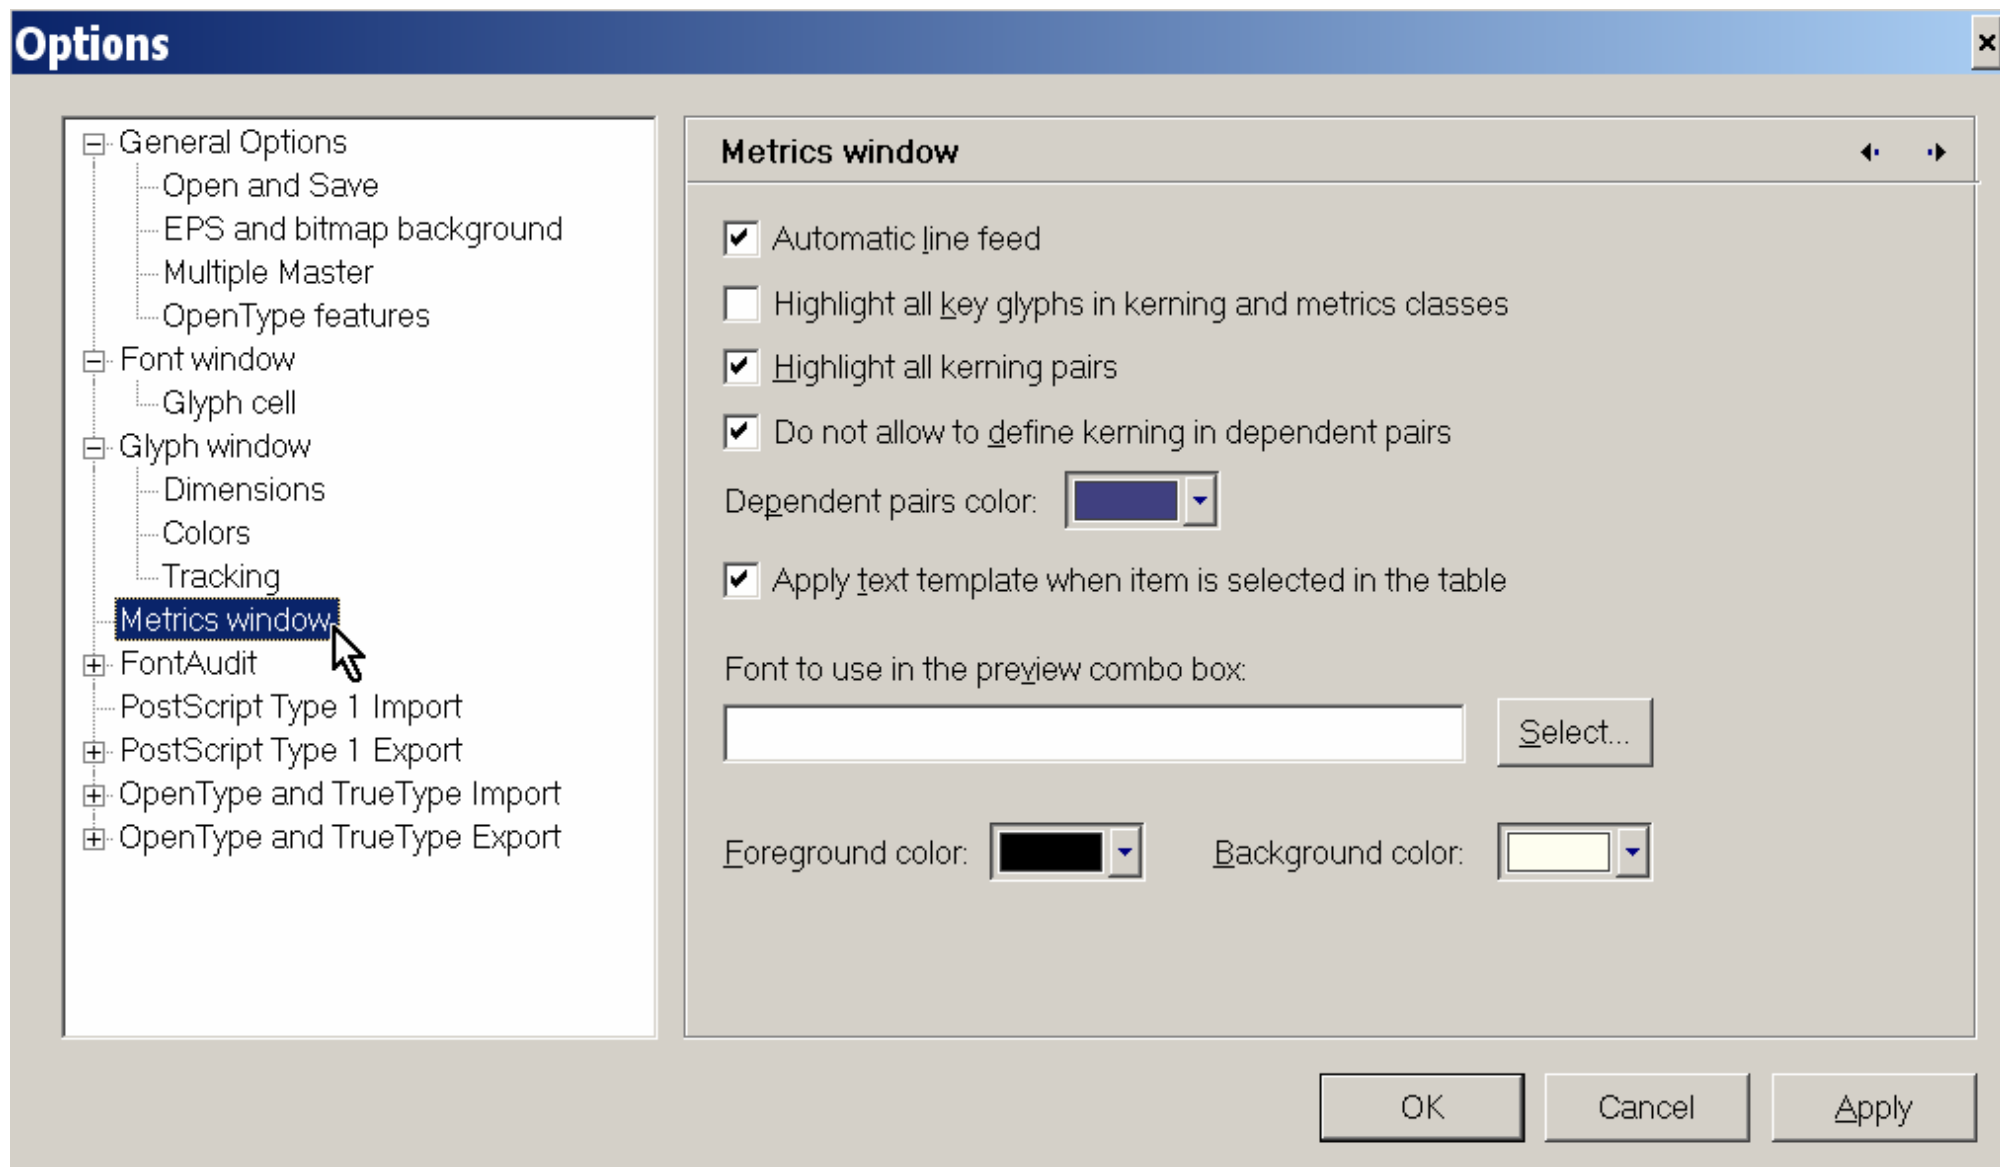 Options
General Options
Open and Save
EPS and bitmap background
Multiple Master
OpenType features
Font window
Glyph cell
Glyph window
Dimensions
Colors
Tracking
Metrics window
FontAudit
PostScript Type 1 Import
PostScript Type 1 Export
OpenType and TrueType Import
OpenType and TrueType Export
Metrics window
Automatic line feed
Highlight all key glyphs in kerning and metrics classes
Highlight all kerning pairs
Do not allow to define kerning in dependent pairs
Dependent pairs color:
Apply text template when item is selected in the table
Font to use in the preview combo box:
Select...
Foreground color: Background color:
OK Cancel Apply